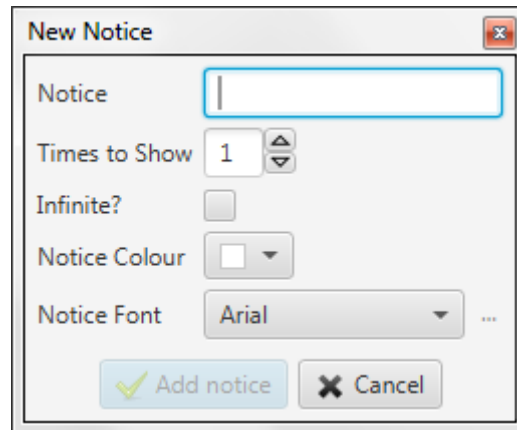 New Notice
Notice
Times to Show 1
Infinite?
Notice Colour
Notice Font Arial ...
Add notice Cancel